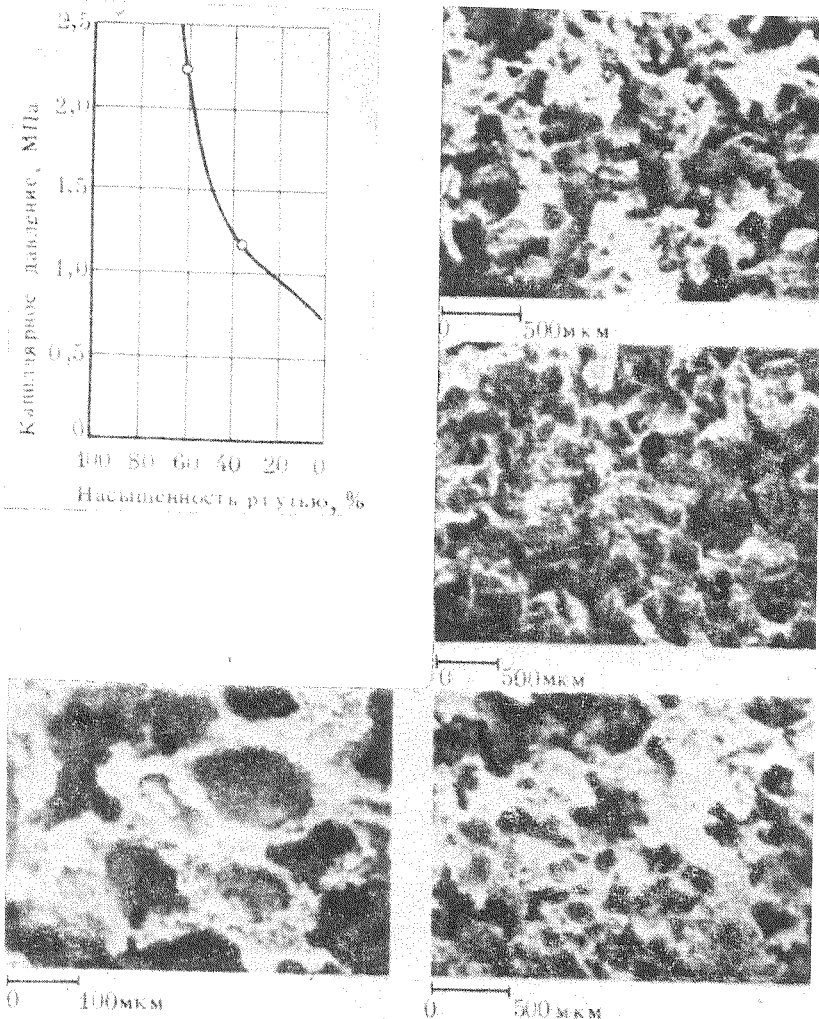 2,5
2,0
1,5
1,0
0,5
0
Капиллярное давление, МПа
100 80 60 40 20 0
Насыщенность ртутью, %
0 500мкм
0 500мкм
0 100мкм
0 500мкм